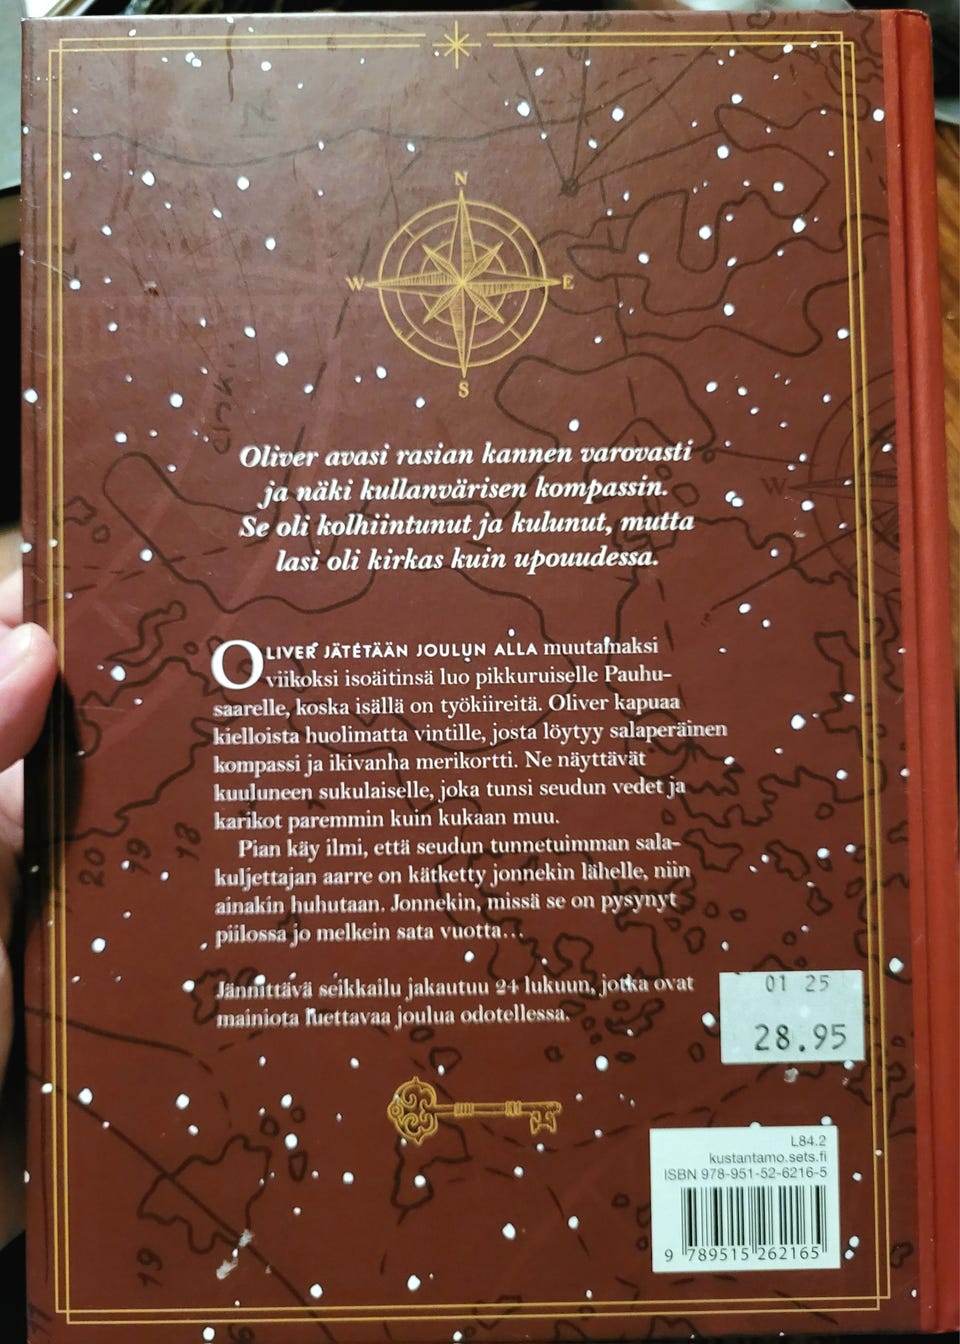 N
W E
S
cink.
Oliver avasi rasian kannen varovasti
ja näki kullanvärisen kompassin.
Se oli kolhiintunut ja kulunut, mutta
lasi oli kirkas kuin upouudessa.
W
OLIVER JÄTETÄÄN JOULUN ALLA muutamaksi
viikoksi isoäitinsä luo pikkuruiselle Pauhu-
saarelle, koska isällä on työkiireitä. Oliver kapuaa
kielloista huolimatta vintille, josta löytyy salaperäinen
kompassi ja ikivanha merikortti. Ne näyttävät
kuuluneen sukulaiselle, joka tunsi seudun vedet ja
karikot paremmin kuin kukaan muu.
Pian käy ilmi, että seudun tunnetuimman sala-
kuljettajan aarre on kätketty jonnekin lähelle, niin
ainakin huhutaan. Jonnekin, missä se on pysynyt
piilossa jo melkein sata vuotta...
20 19 18
Jännittävä seikkailu jakautuu 24 lukuun, jotka ovat
mainiota luettavaa joulua odotellessa.
01 25
28.95
L84.2
kustantamo.sets.fi
ISBN 978-951-52-6216-5
9 789515 262165
19